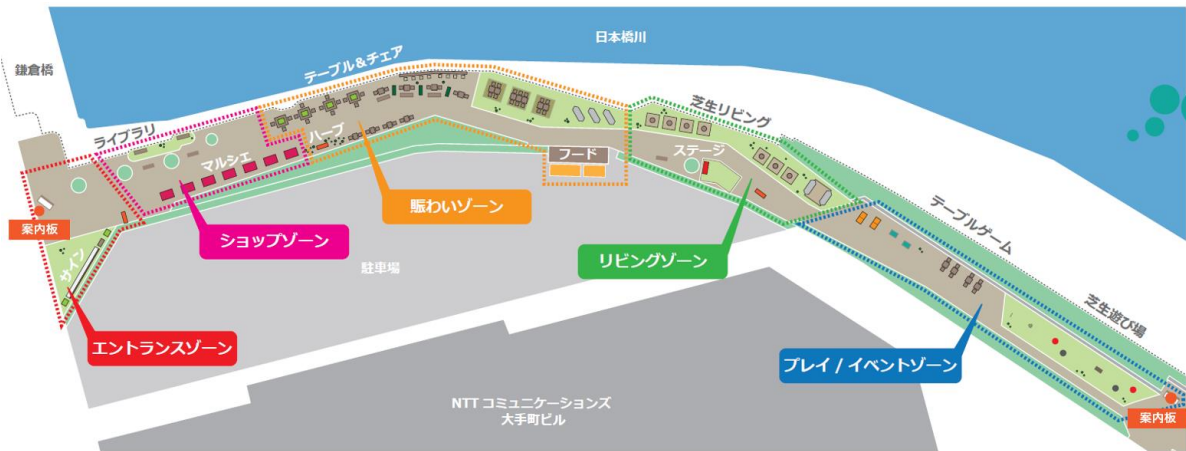 日本橋川
鎌倉橋
テーブル＆チェア
ライブラリ
芝生リビング
ハーブ
マルシェ
フード
ステージ
テーブルゲーム
芝生遊び場
案内板
サイン
賑わいゾーン
ショップゾーン
リビングゾーン
駐車場
エントランスゾーン
プレイ / イベントゾーン
NTT コミュニケーションズ
大手町ビル
案内板